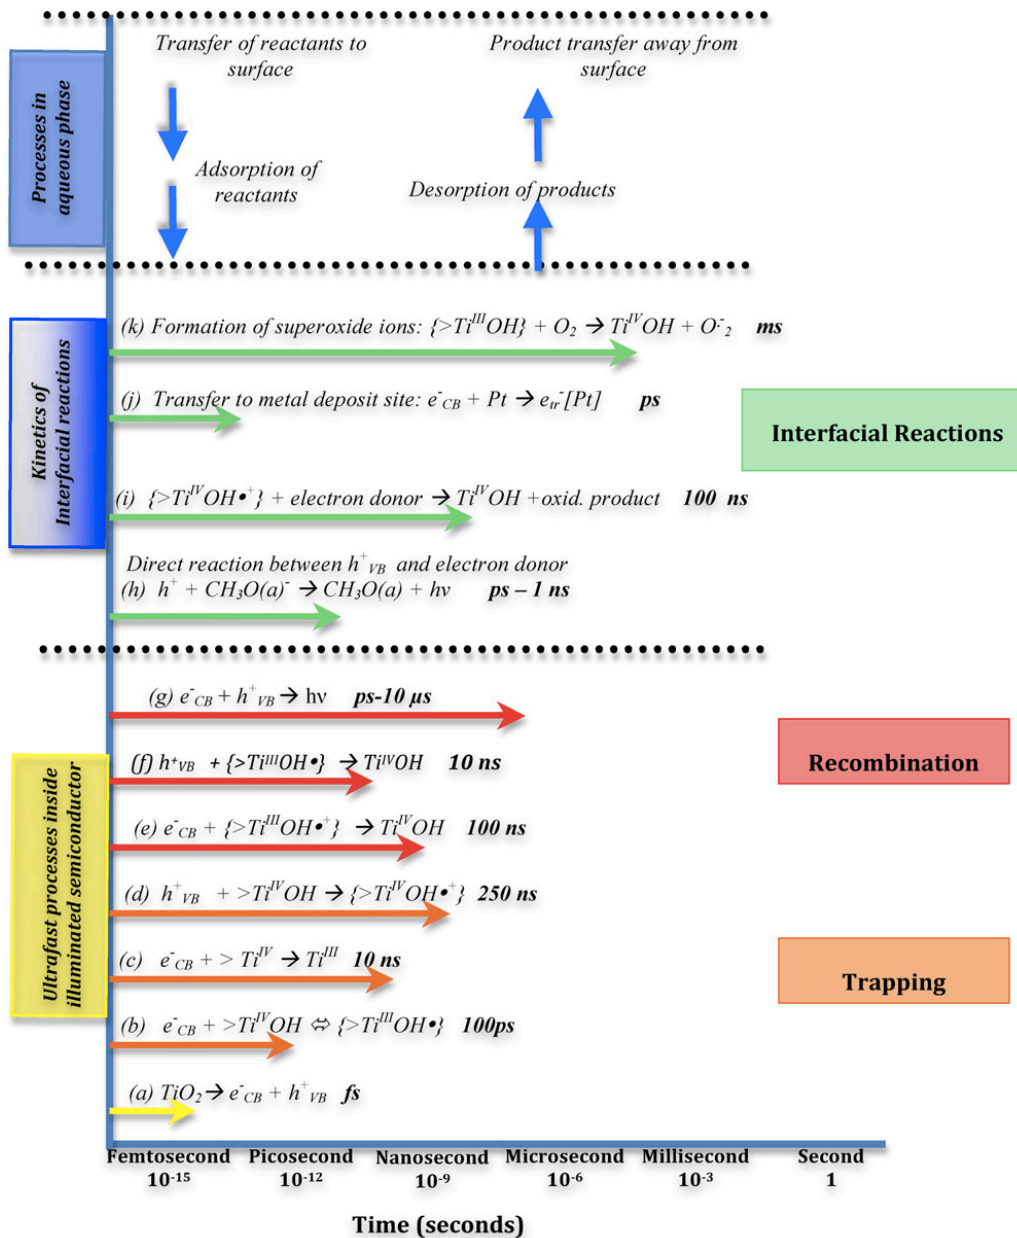 Processes in
aqueous phase
Transfer of reactants to
surface
Product transfer away from
surface
Adsorption of
reactants
Desorption of products
Kinetics of
Interfacial reactions
(k) Formation of superoxide ions: {>Ti^III OH} + O₂ → Ti^IV OH + O·⁻₂ ms
(j) Transfer to metal deposit site: e⁻CB + Pt → e_tr⁻[Pt] ps
Interfacial Reactions
(i) {>Ti^IV OH•⁺} + electron donor → Ti^IV OH +oxid. product 100 ns
Direct reaction between h⁺VB and electron donor
(h) h⁺ + CH₃O(a)⁻ → CH₃O(a) + hν ps – 1 ns
Ultrafast processes inside
illuminated semiconductor
(g) e⁻CB + h⁺VB → hν ps-10 µs
Recombination
(f) h⁺VB + {>Ti^III OH•} → Ti^IV OH 10 ns
(e) e⁻CB + {>Ti^III OH•⁺} → Ti^IV OH 100 ns
(d) h⁺VB + >Ti^IV OH → {>Ti^IV OH•⁺} 250 ns
(c) e⁻CB + > Ti^IV → Ti^III 10 ns
Trapping
(b) e⁻CB + >Ti^IV OH ⇔ {>Ti^III OH•} 100ps
(a) TiO₂ → e⁻CB + h⁺VB fs
Femtosecond Picosecond Nanosecond Microsecond Millisecond Second
10⁻¹⁵ 10⁻¹² 10⁻⁹ 10⁻⁶ 10⁻³ 1
Time (seconds)